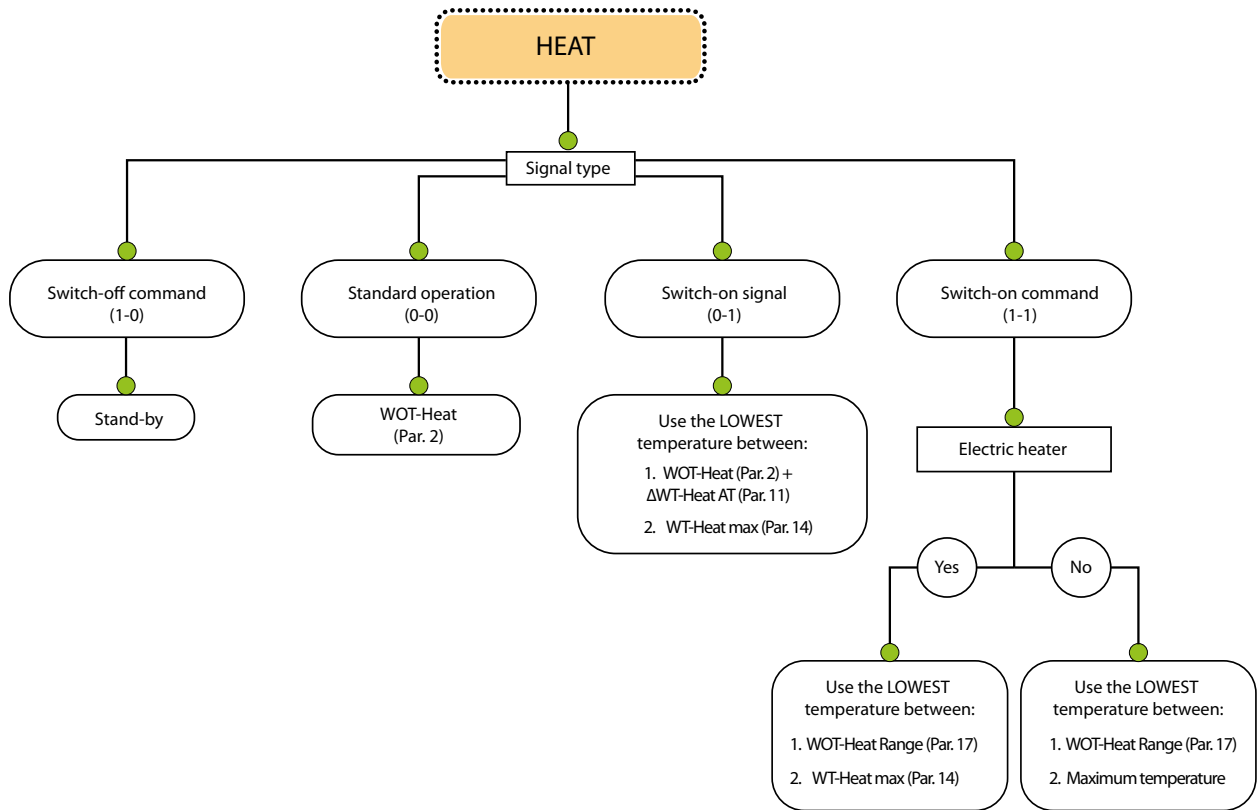 HEAT
Signal type
Switch-off command
(1-0)
Standard operation
(0-0)
Switch-on signal
(0-1)
Switch-on command
(1-1)
Stand-by
WOT-Heat
(Par. 2)
Use the LOWEST
temperature between:
1. WOT-Heat (Par. 2) +
ΔWT-Heat AT (Par. 11)
2. WT-Heat max (Par. 14)
Electric heater
Yes
No
Use the LOWEST
temperature between:
1. WOT-Heat Range (Par. 17)
2. WT-Heat max (Par. 14)
Use the LOWEST
temperature between:
1. WOT-Heat Range (Par. 17)
2. Maximum temperature